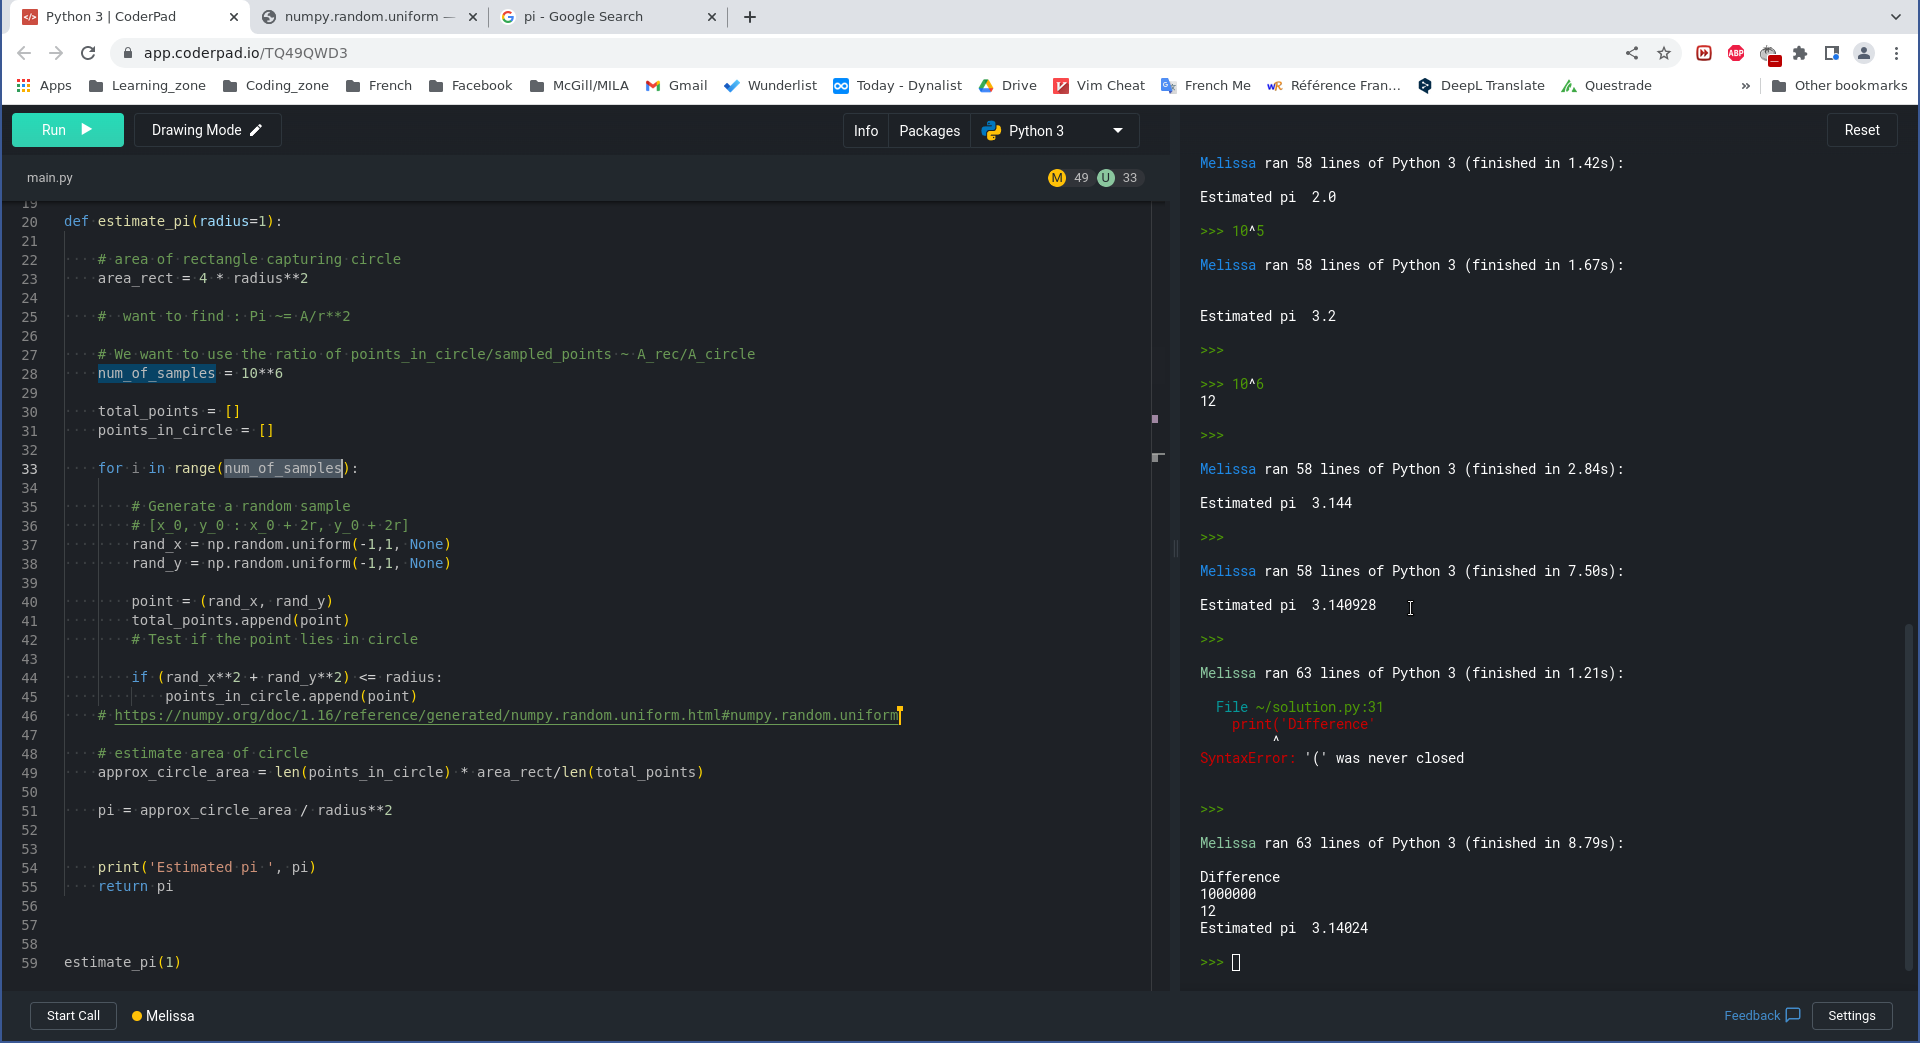 Python 3 | CoderPad
numpy.random.uniform —
pi - Google Search
app.coderpad.io/TQ49QWD3
Apps Learning_zone Coding_zone French Facebook McGill/MILA Gmail Wunderlist Today - Dynalist Drive Vim Cheat French Me Référence Fran... DeepL Translate Questrade » Other bookmarks
Run Drawing Mode Info Packages Python 3 Reset
main.py M 49 U 33
19
20 def estimate_pi(radius=1):
21
22 # area of rectangle capturing circle
23 area_rect = 4 * radius**2
24
25 #  want to find : Pi ~= A/r**2
26
27 # We want to use the ratio of points_in_circle/sampled_points ~ A_rec/A_circle
28 num_of_samples = 10**6
29
30 total_points = []
31 points_in_circle = []
32
33 for i in range(num_of_samples):
34
35 # Generate a random sample
36 # [x_0, y_0 : x_0 + 2r, y_0 + 2r]
37 rand_x = np.random.uniform(-1,1, None)
38 rand_y = np.random.uniform(-1,1, None)
39
40 point = (rand_x, rand_y)
41 total_points.append(point)
42 # Test if the point lies in circle
43
44 if (rand_x**2 + rand_y**2) <= radius:
45 points_in_circle.append(point)
46 # https://numpy.org/doc/1.16/reference/generated/numpy.random.uniform.html#numpy.random.uniform
47
48 # estimate area of circle
49 approx_circle_area = len(points_in_circle) * area_rect/len(total_points)
50
51 pi = approx_circle_area / radius**2
52
53
54 print('Estimated pi ', pi)
55 return pi
56
57
58
59 estimate_pi(1)
Melissa ran 58 lines of Python 3 (finished in 1.42s):
Estimated pi  2.0
>>> 10^5
Melissa ran 58 lines of Python 3 (finished in 1.67s):
Estimated pi  3.2
>>>
>>> 10^6
12
>>>
Melissa ran 58 lines of Python 3 (finished in 2.84s):
Estimated pi  3.144
>>>
Melissa ran 58 lines of Python 3 (finished in 7.50s):
Estimated pi  3.140928
>>>
Melissa ran 63 lines of Python 3 (finished in 1.21s):
File ~/solution.py:31
print('Difference'
^
SyntaxError: '(' was never closed
>>>
Melissa ran 63 lines of Python 3 (finished in 8.79s):
Difference
1000000
12
Estimated pi  3.14024
>>>
Start Call Melissa Feedback Settings